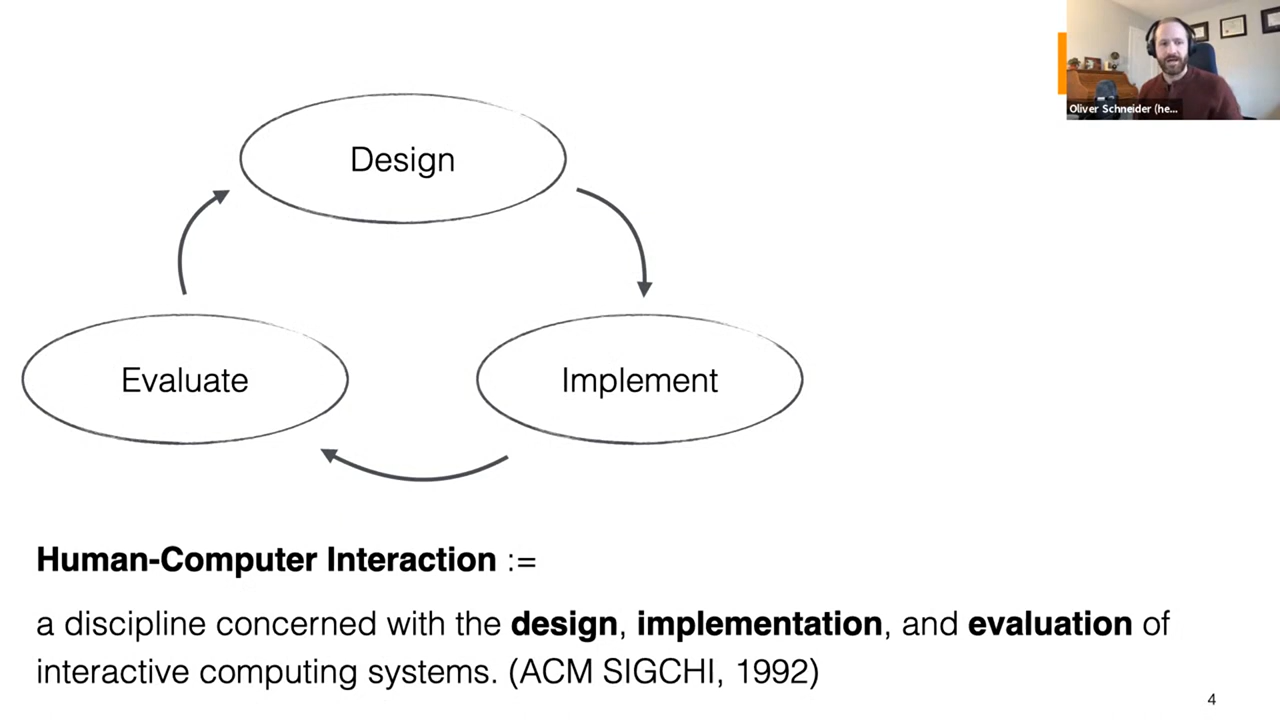 Oliver Schneider (he...
Design
Evaluate
Implement
Human-Computer Interaction :=
a discipline concerned with the design, implementation, and evaluation of
interactive computing systems. (ACM SIGCHI, 1992)
4